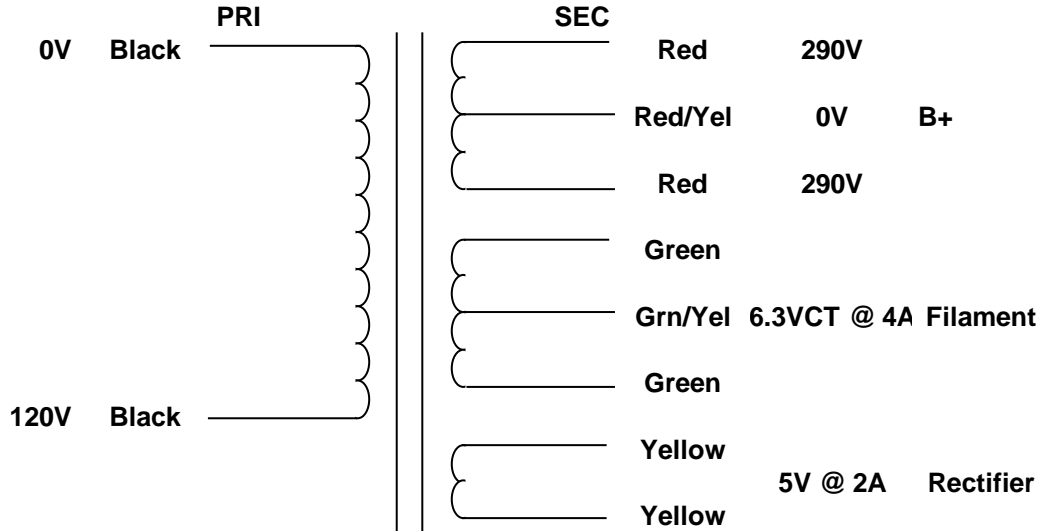 PRI SEC
0V Black Red 290V
Red/Yel 0V B+
Red 290V
Green
Grn/Yel 6.3VCT @ 4A Filament
Green
120V Black
Yellow
5V @ 2A Rectifier
Yellow